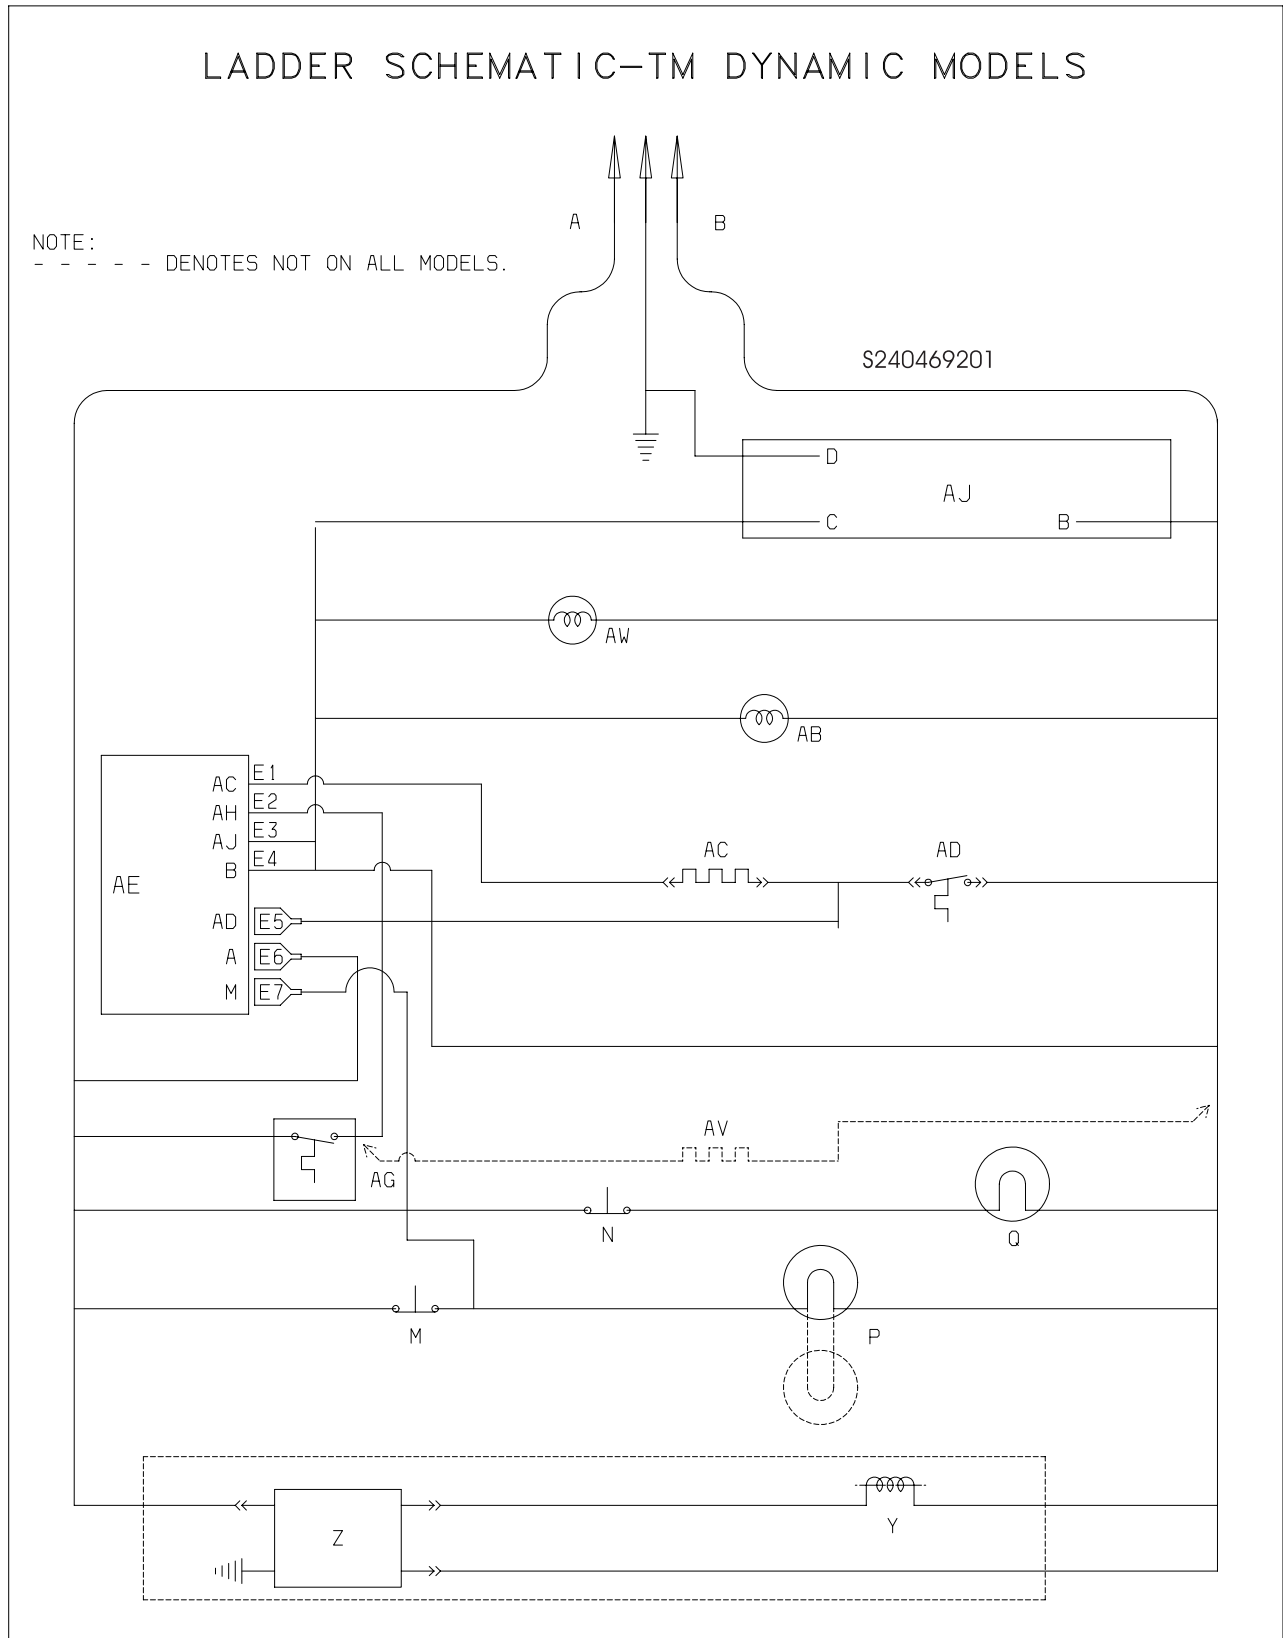 LADDER SCHEMATIC-TM DYNAMIC MODELS
A
B
NOTE:
- - - - - DENOTES NOT ON ALL MODELS.
S240469201
D
AJ
C
B
AW
AB
E1
AC
E2
AH
E3
AJ
E4
B
AE
AC
AD
AD
E5
A
E6
M
E7
AV
AG
N
Q
M
P
Z
Y